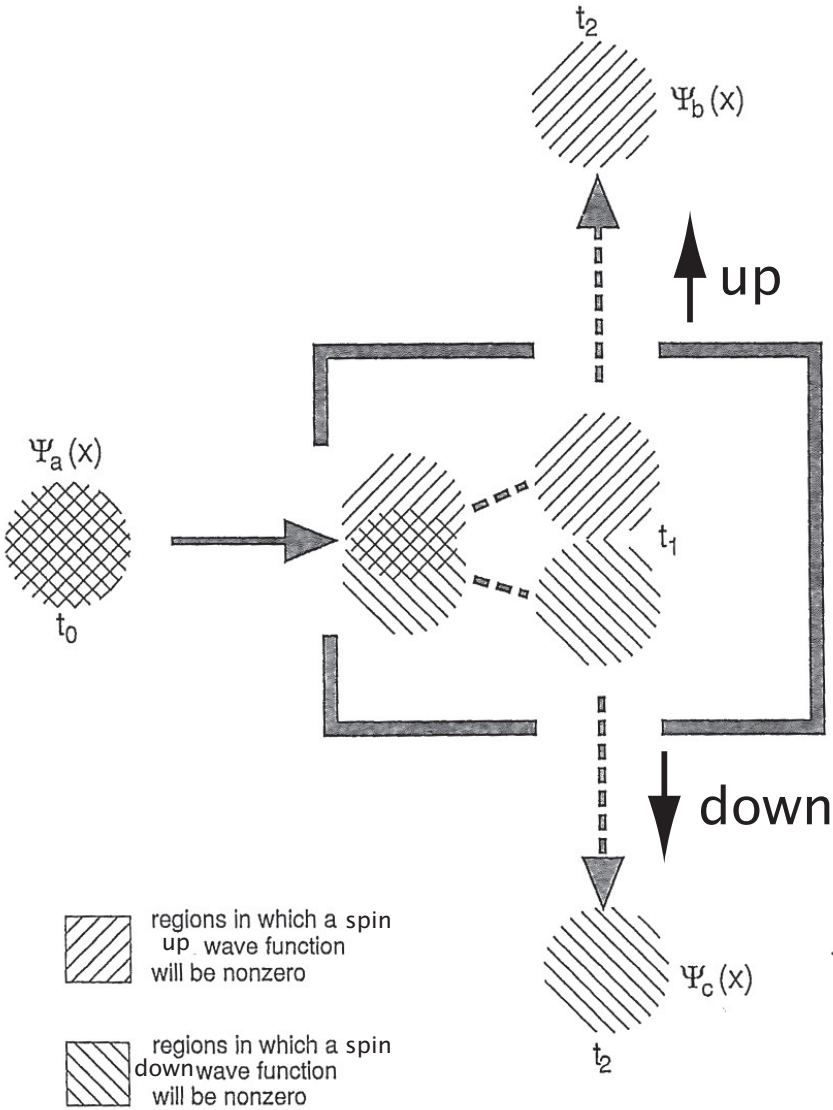 t₂
Ψb(x)
up
Ψa(x)
t₀
t₁
down
Ψc(x)
t₂
regions in which a spin
up wave function
will be nonzero
regions in which a spin
down wave function
will be nonzero